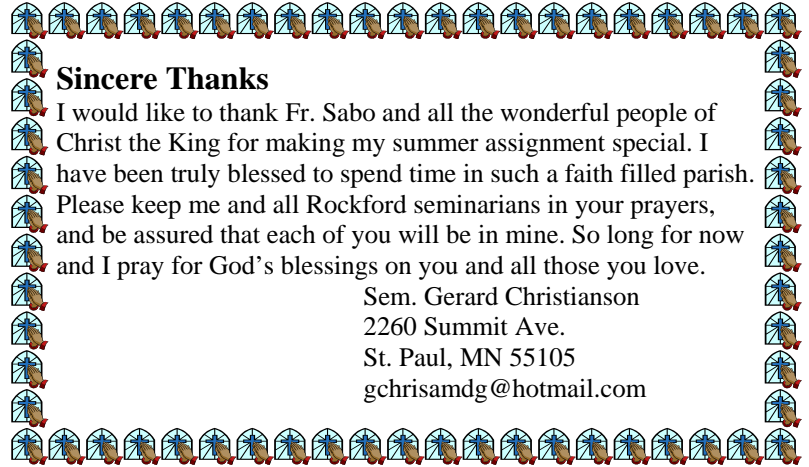 Sincere Thanks
I would like to thank Fr. Sabo and all the wonderful people of
Christ the King for making my summer assignment special. I
have been truly blessed to spend time in such a faith filled parish.
Please keep me and all Rockford seminarians in your prayers,
and be assured that each of you will be in mine. So long for now
and I pray for God’s blessings on you and all those you love.
Sem. Gerard Christianson
2260 Summit Ave.
St. Paul, MN 55105
gchrisamdg@hotmail.com